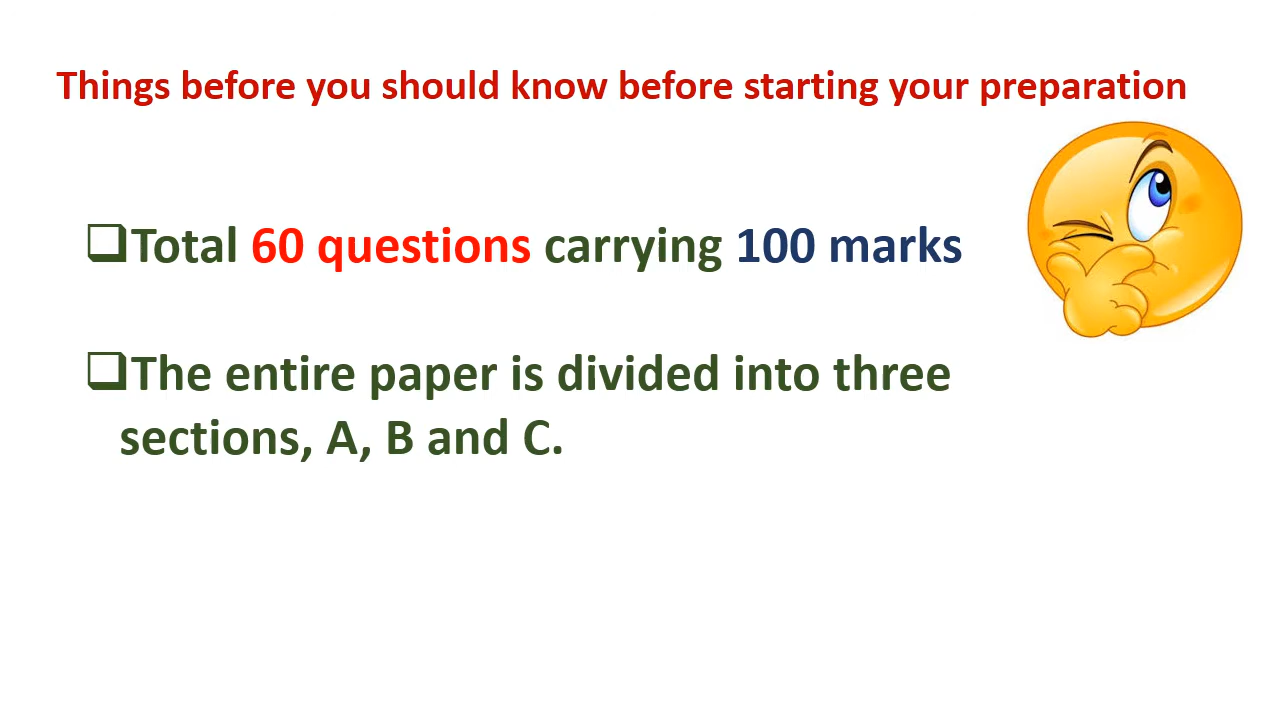 Things before you should know before starting your preparation
❑Total 60 questions carrying 100 marks
❑The entire paper is divided into three
sections, A, B and C.